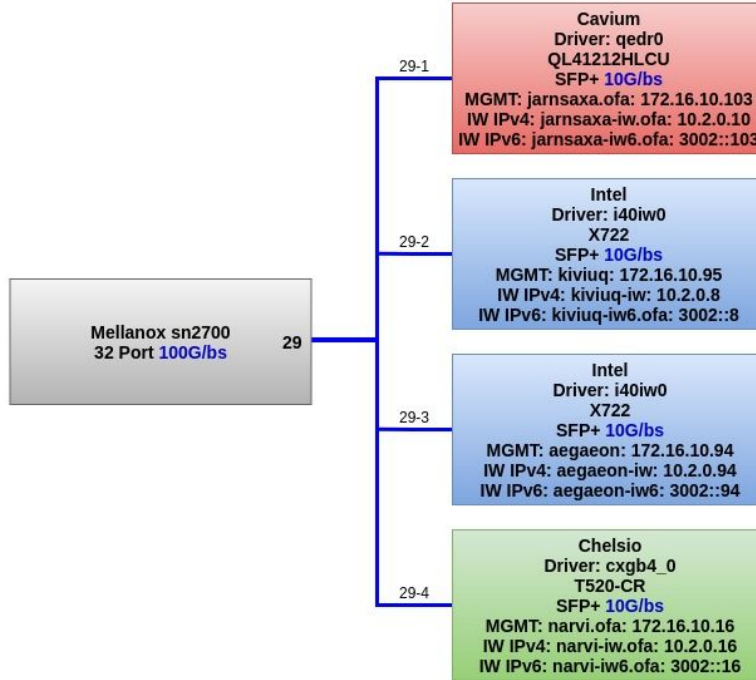 Mellanox sn2700
32 Port 100G/bs
29
29-1
Cavium
Driver: qedr0
QL41212HLCU
SFP+ 10G/bs
MGMT: jarnsaxa.ofa: 172.16.10.103
IW IPv4: jarnsaxa-iw.ofa: 10.2.0.10
IW IPv6: jarnsaxa-iw6.ofa: 3002::103
29-2
Intel
Driver: i40iw0
X722
SFP+ 10G/bs
MGMT: kiviuq: 172.16.10.95
IW IPv4: kiviuq-iw: 10.2.0.8
IW IPv6: kiviuq-iw6.ofa: 3002::8
29-3
Intel
Driver: i40iw0
X722
SFP+ 10G/bs
MGMT: aegaeon: 172.16.10.94
IW IPv4: aegaeon-iw: 10.2.0.94
IW IPv6: aegaeon-iw6: 3002::94
29-4
Chelsio
Driver: cxgb4_0
T520-CR
SFP+ 10G/bs
MGMT: narvi.ofa: 172.16.10.16
IW IPv4: narvi-iw.ofa: 10.2.0.16
IW IPv6: narvi-iw6.ofa: 3002::16